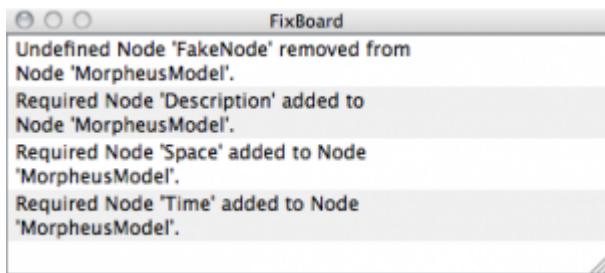 FixBoard
Undefined Node 'FakeNode' removed from
Node 'MorpheusModel'.
Required Node 'Description' added to
Node 'MorpheusModel'.
Required Node 'Space' added to Node
'MorpheusModel'.
Required Node 'Time' added to Node
'MorpheusModel'.